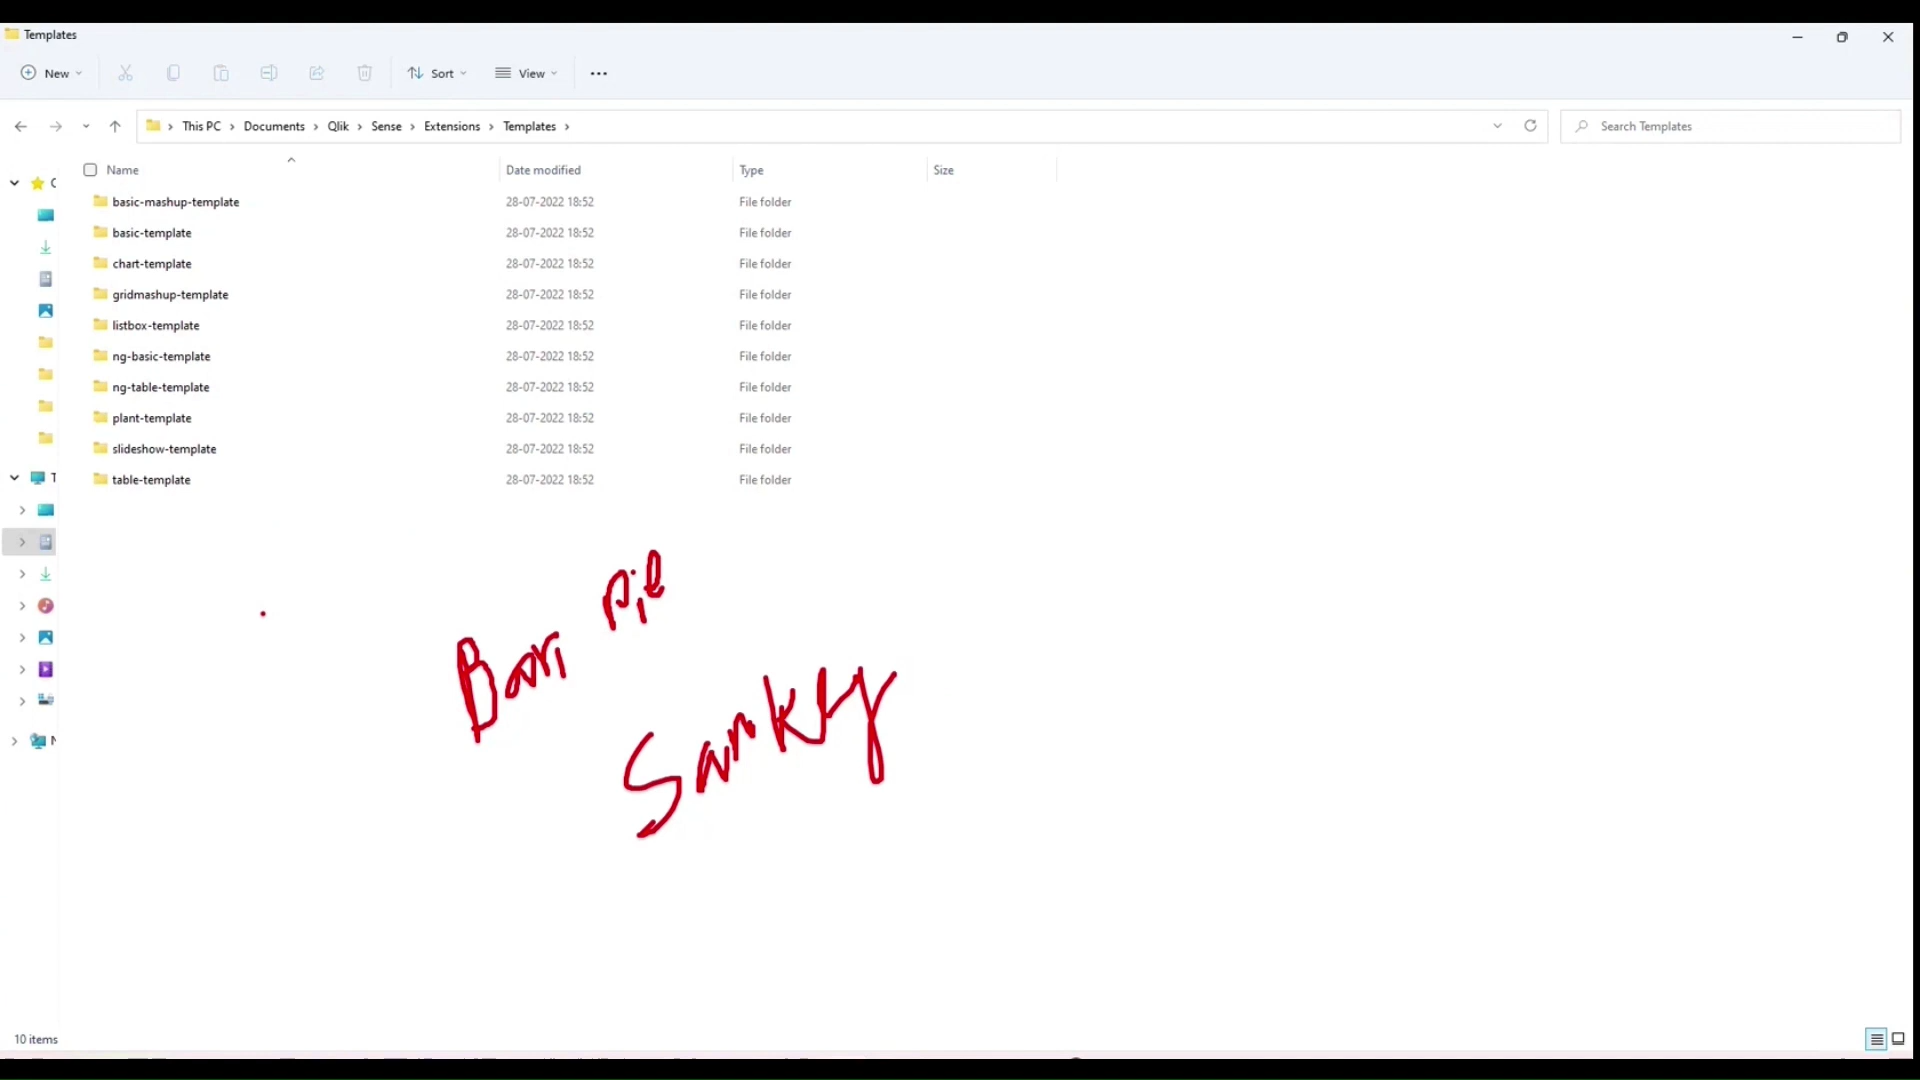 Templates
New Sort View
This PC Documents Qlik Sense Extensions Templates Search Templates
Name Date modified Type Size
basic-mashup-template 28-07-2022 18:52 File folder
basic-template 28-07-2022 18:52 File folder
chart-template 28-07-2022 18:52 File folder
gridmashup-template 28-07-2022 18:52 File folder
listbox-template 28-07-2022 18:52 File folder
ng-basic-template 28-07-2022 18:52 File folder
ng-table-template 28-07-2022 18:52 File folder
plant-template 28-07-2022 18:52 File folder
slideshow-template 28-07-2022 18:52 File folder
table-template 28-07-2022 18:52 File folder
Bar, Pie
Sanky
10 items